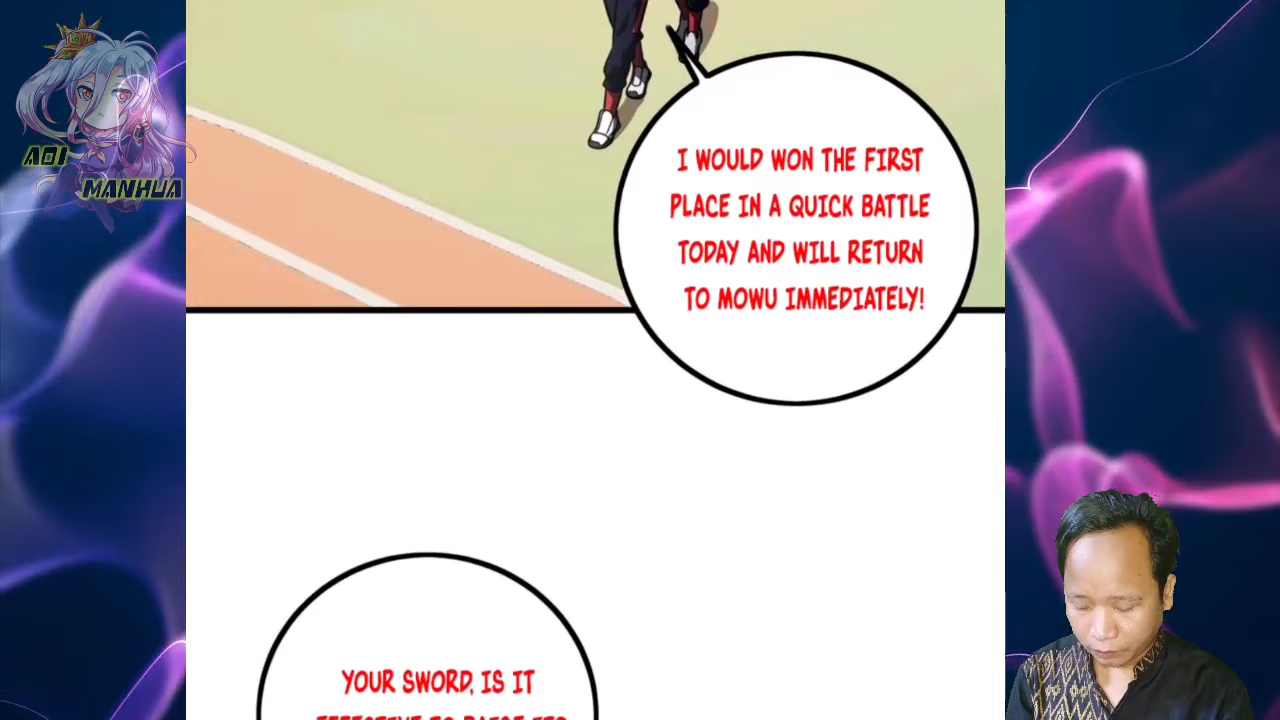 AOI
MANHUA
I WOULD WON THE FIRST
PLACE IN A QUICK BATTLE
TODAY AND WILL RETURN
TO MOWU IMMEDIATELY!
YOUR SWORD, IS IT